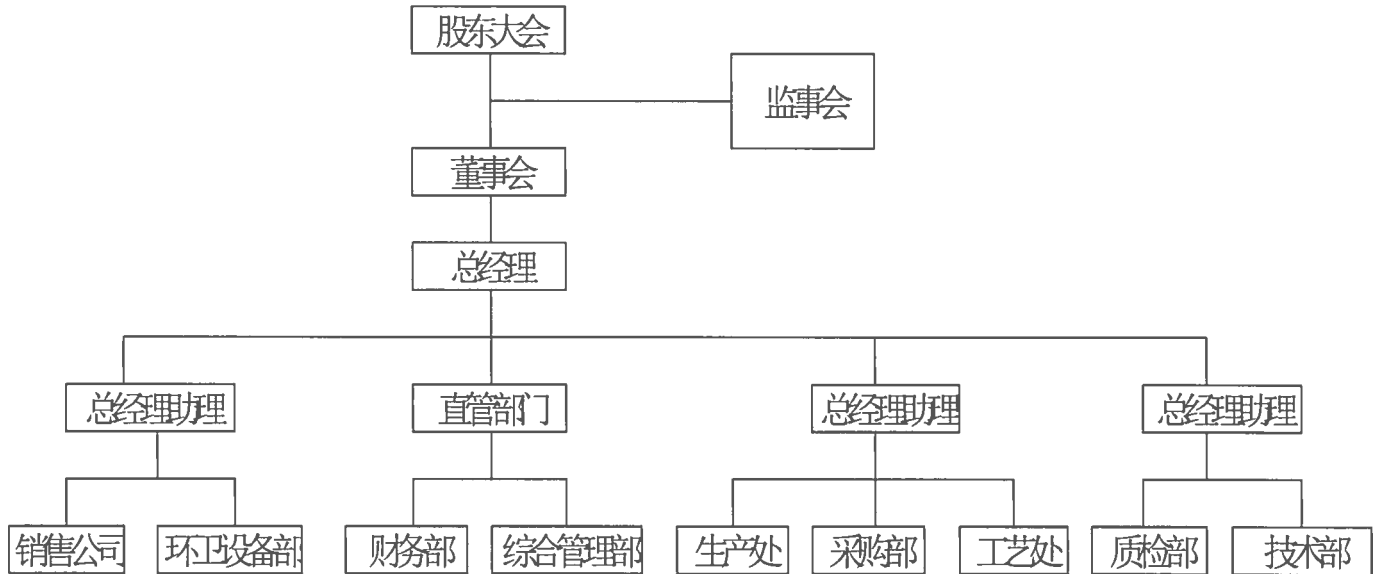 股东大会
监事会
董事会
总经理
总经理助理
直管部门
总经理助理
总经理助理
销售公司
环卫设备部
财务部
综合管理部
生产处
采购部
工艺处
质检部
技术部